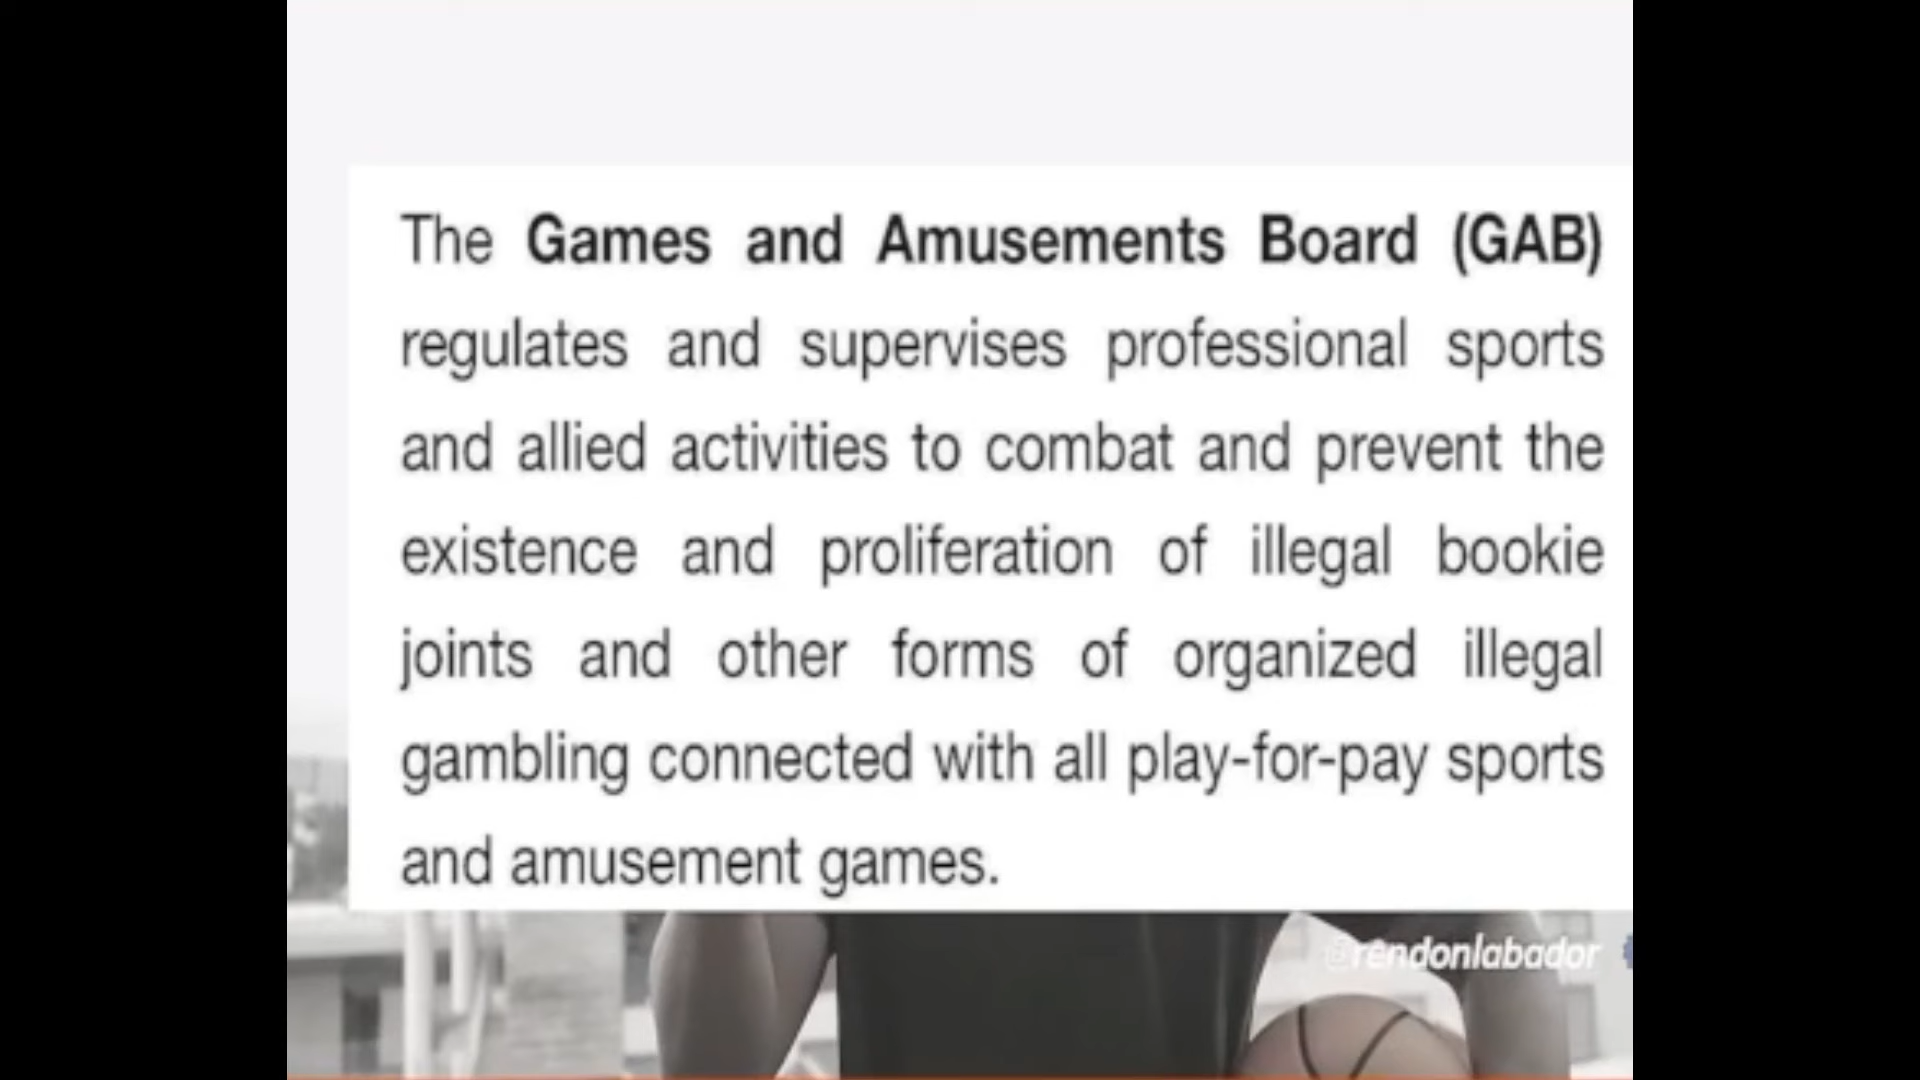 The Games and Amusements Board (GAB)
regulates and supervises professional sports
and allied activities to combat and prevent the
existence and proliferation of illegal bookie
joints and other forms of organized illegal
gambling connected with all play-for-pay sports
and amusement games.
@rendonlabador